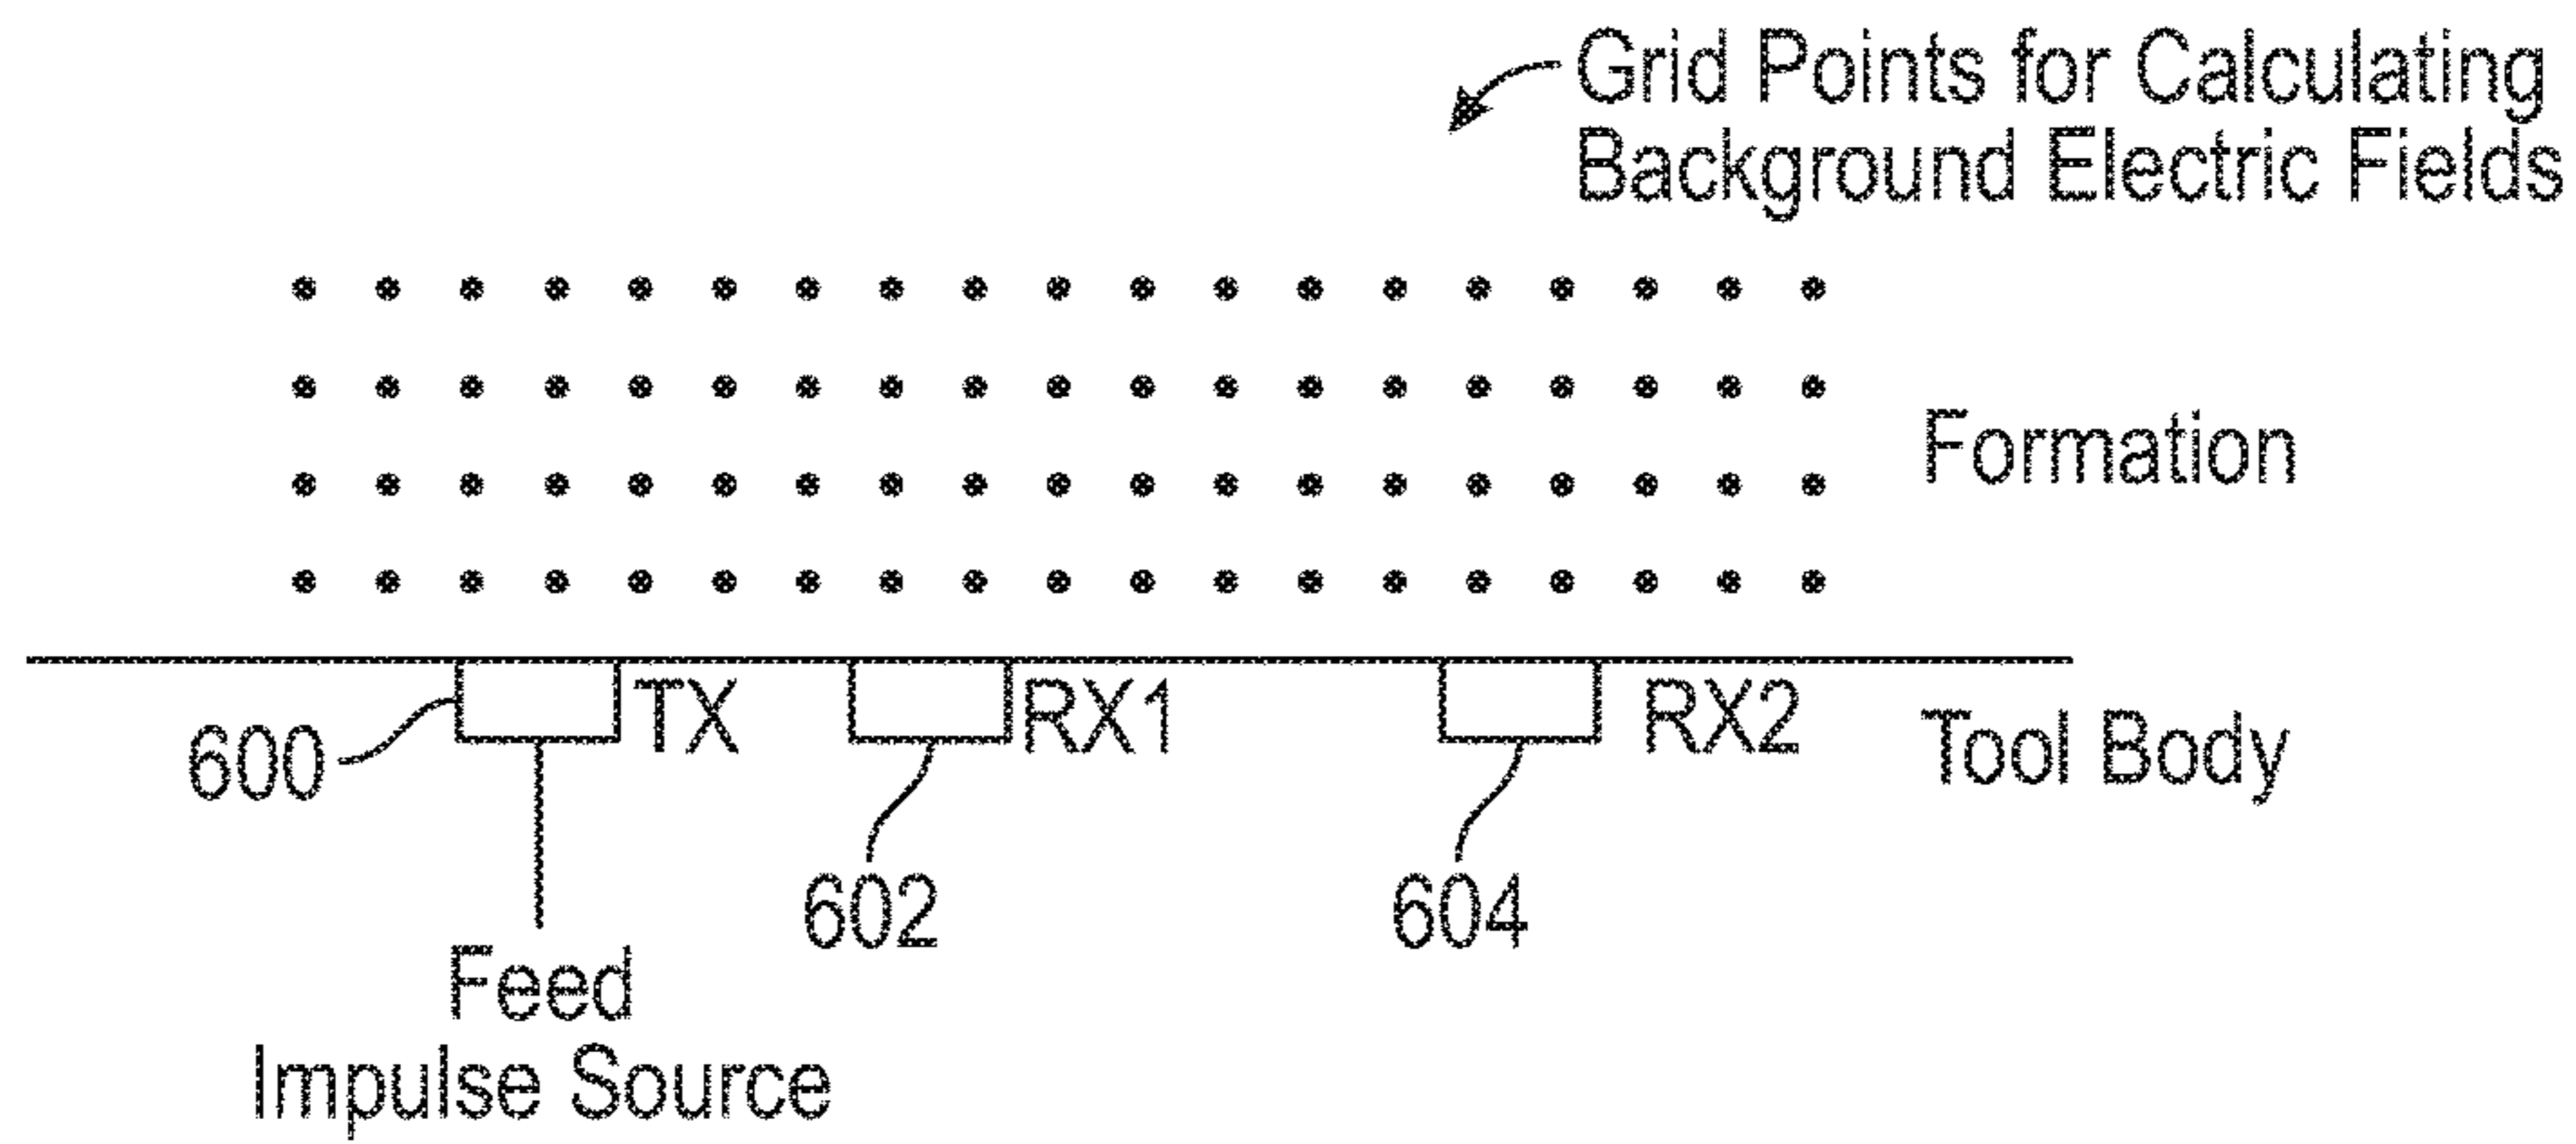 Grid Points for Calculating
Background Electric Fields
Formation
TX
RX1
RX2
Tool Body
600
602
604
Feed
Impulse Source